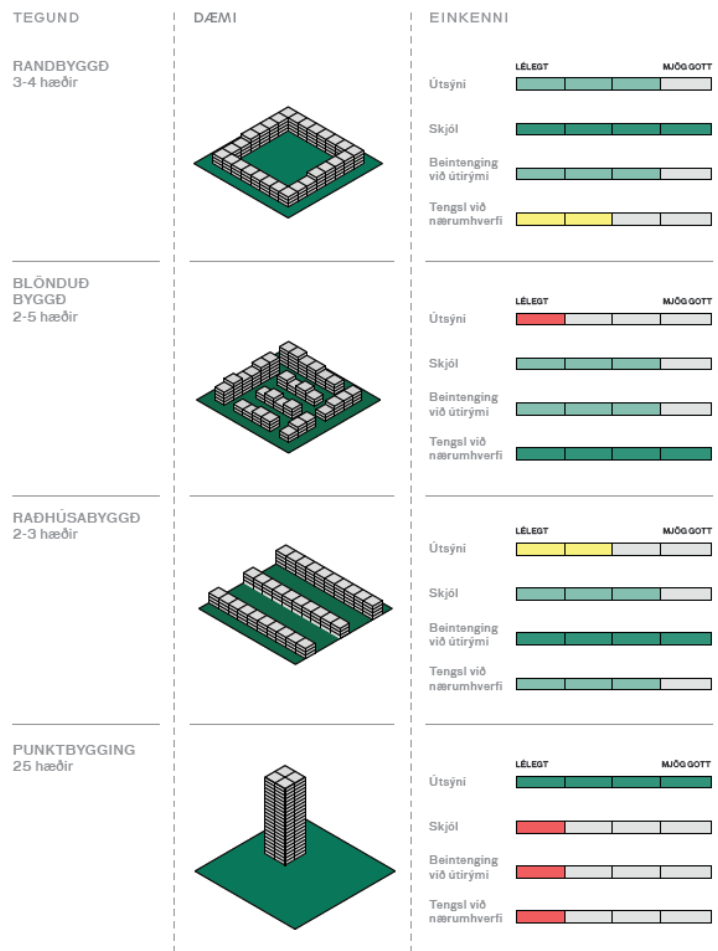 TEGUND
DÆMI
EINKENNI
RANDBYGGÐ
3-4 hæðir
LÉLEGT
MJÖG GOTT
Útsýni
Skjól
Beintenging
við útirými
Tengsl við
nærumhverfi
BLÖNDUÐ
BYGGÐ
2-5 hæðir
LÉLEGT
MJÖG GOTT
Útsýni
Skjól
Beintenging
við útirými
Tengsl við
nærumhverfi
RAÐHÚSABYGGÐ
2-3 hæðir
LÉLEGT
MJÖG GOTT
Útsýni
Skjól
Beintenging
við útirými
Tengsl við
nærumhverfi
PUNKTBYGGING
25 hæðir
LÉLEGT
MJÖG GOTT
Útsýni
Skjól
Beintenging
við útirými
Tengsl við
nærumhverfi